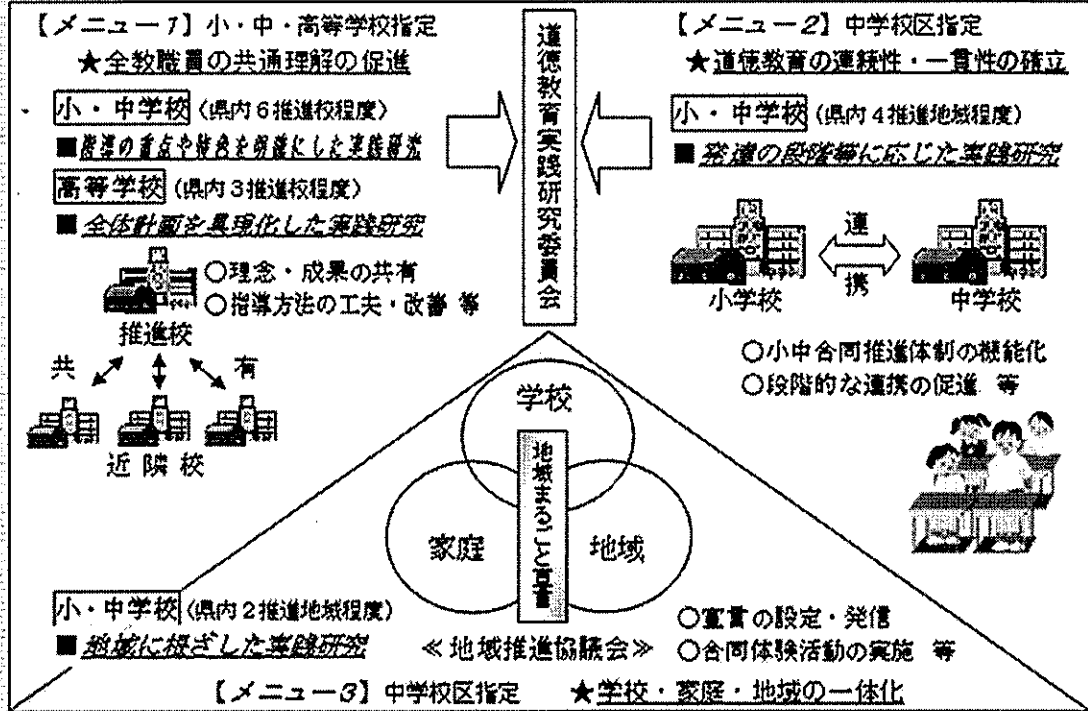 【メニュー1】小・中・高等学校指定
★全教職員の共通理解の促進
小・中学校(県内6推進校程度)
■指導の重点や特色を明確にした実践研究
高等学校(県内3推進校程度)
■全体計画を具現化した実践研究
○理念・成果の共有
○指導方法の工夫・改善 等
推進校
共 有
近隣校
道徳教育実践研究委員会
【メニュー2】中学校区指定
★道徳教育の連続性・一貫性の確立
小・中学校(県内4推進地域程度)
■発達の段階等に応じた実践研究
連携
小学校 中学校
○小中合同推進体制の機能化
○段階的な連携の促進 等
学校
家庭
地域
地域まるごと宣言
小・中学校(県内2推進地域程度)
■地域に根ざした実践研究
≪地域推進協議会≫
○宣言の設定・発信
○合同体験活動の実施 等
【メニュー3】中学校区指定 ★学校・家庭・地域の一体化